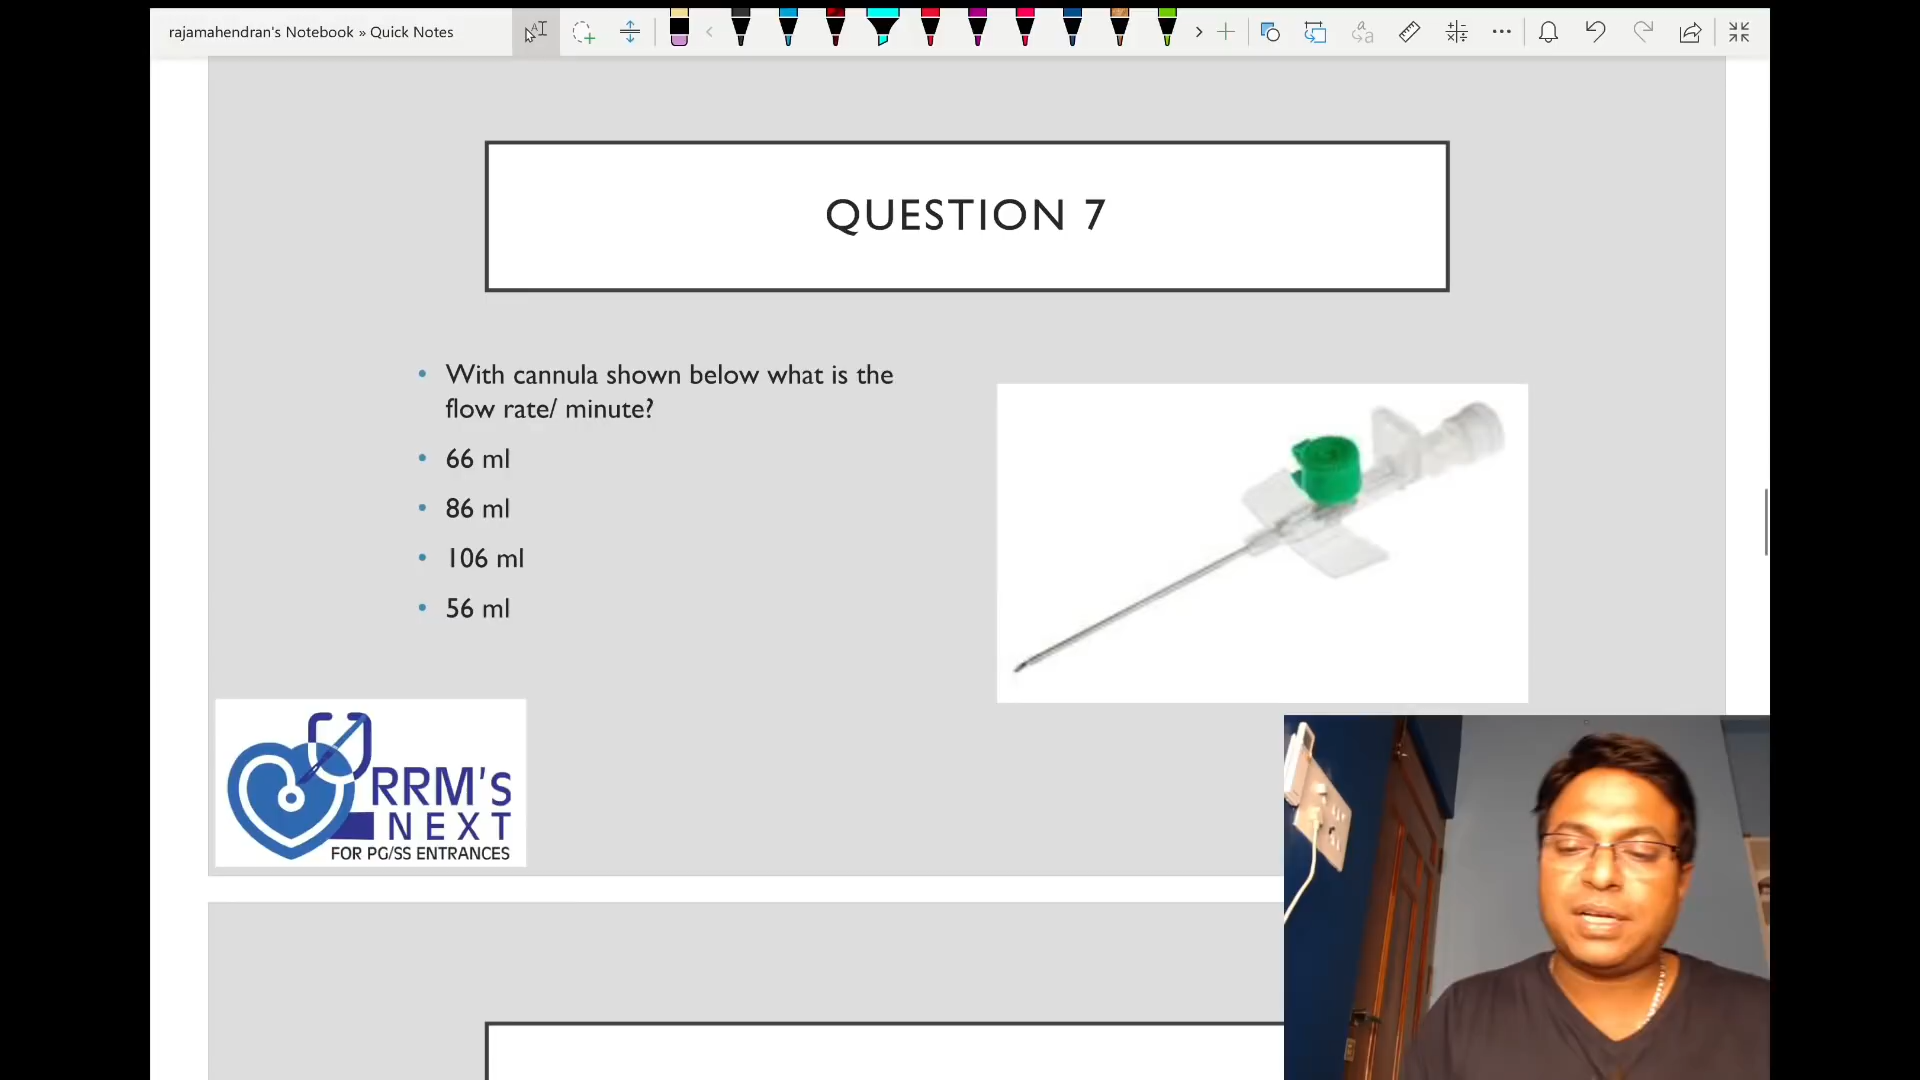 rajamahendran's Notebook » Quick Notes
QUESTION 7
• With cannula shown below what is the
flow rate/ minute?
• 66 ml
• 86 ml
• 106 ml
• 56 ml
RRM'S
NEXT
FOR PG/SS ENTRANCES